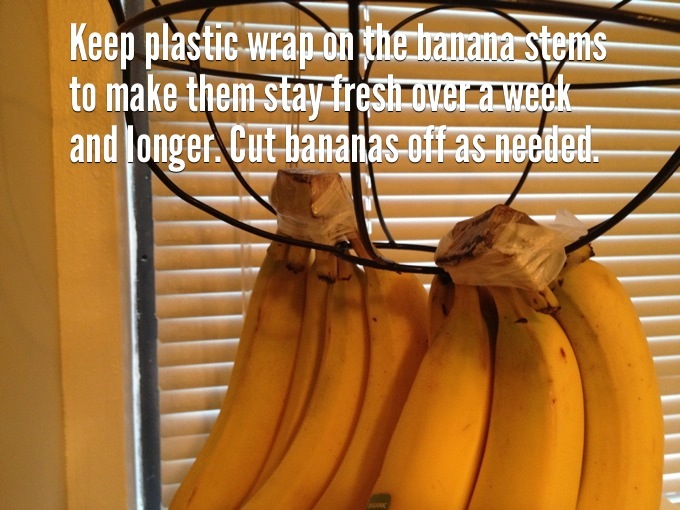 Keep plastic wrap on the banana stems
to make them stay fresh over a week
and longer. Cut bananas off as needed.